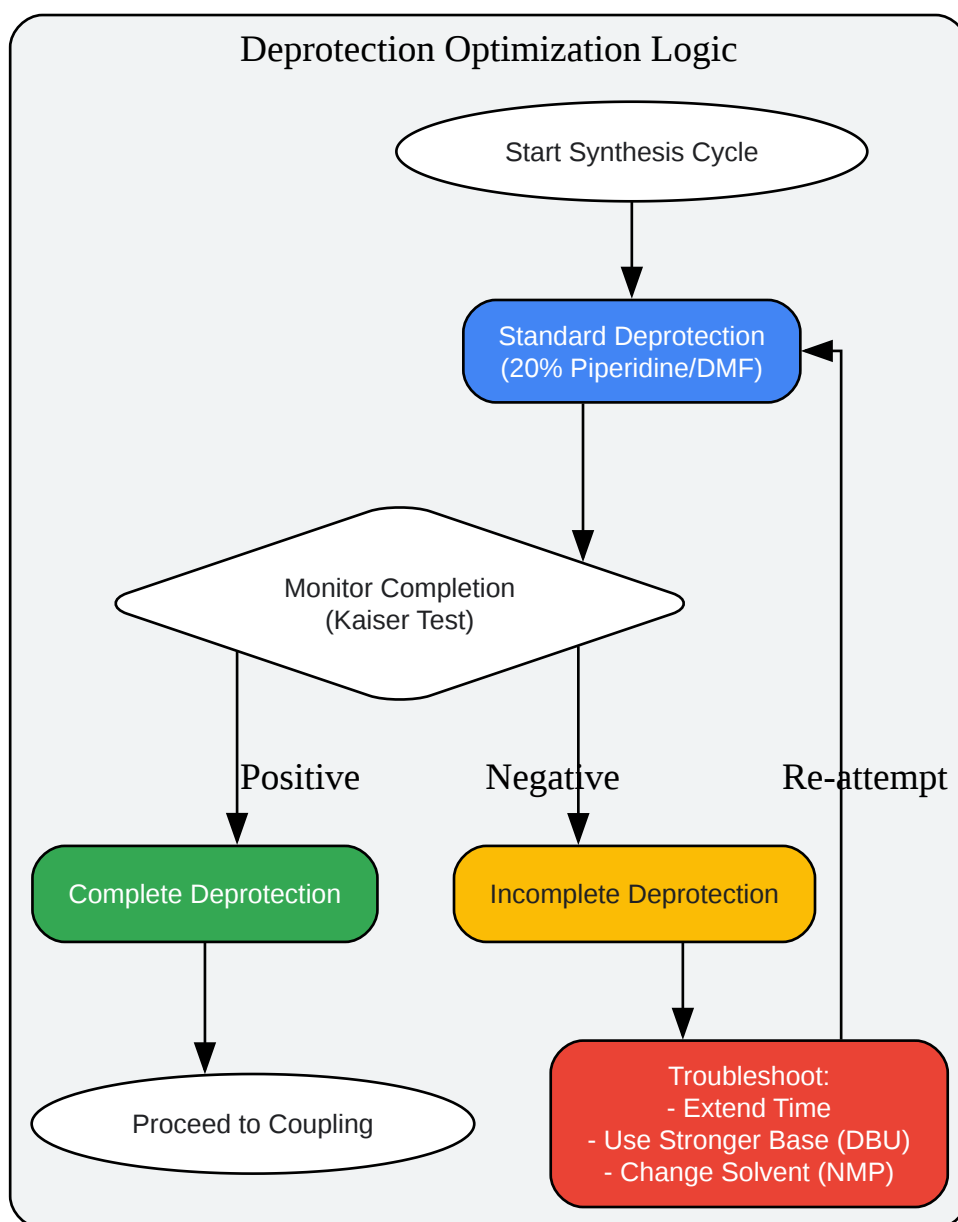 Deprotection Optimization Logic
Start Synthesis Cycle
Standard Deprotection
(20% Piperidine/DMF)
Monitor Completion
(Kaiser Test)
Positive
Negative
Re-attempt
Complete Deprotection
Incomplete Deprotection
Proceed to Coupling
Troubleshoot:
- Extend Time
- Use Stronger Base (DBU)
- Change Solvent (NMP)